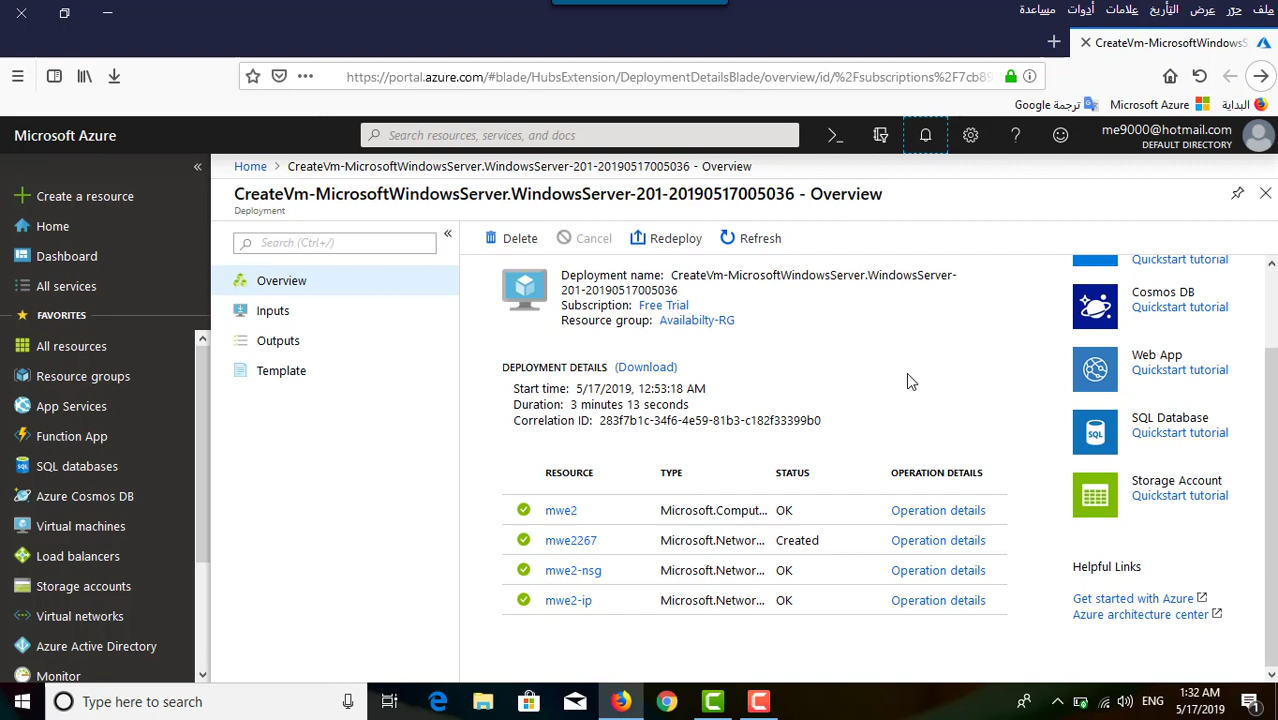 ملف حرّر عرض التأريخ علامات أدوات مساعدة
CreateVm-MicrosoftWindowsS
https://portal.azure.com/#blade/HubsExtension/DeploymentDetailsBlade/overview/id/%2Fsubscriptions%2F7cb89
البداية Microsoft Azure ترجمة Google
Microsoft Azure
Search resources, services, and docs
me9000@hotmail.com
DEFAULT DIRECTORY
Create a resource
Home
Dashboard
All services
FAVORITES
All resources
Resource groups
App Services
Function App
SQL databases
Azure Cosmos DB
Virtual machines
Load balancers
Storage accounts
Virtual networks
Azure Active Directory
Monitor
Home > CreateVm-MicrosoftWindowsServer.WindowsServer-201-20190517005036 - Overview
CreateVm-MicrosoftWindowsServer.WindowsServer-201-20190517005036 - Overview
Deployment
Search (Ctrl+/)
Overview
Inputs
Outputs
Template
Delete Cancel Redeploy Refresh
Deployment name: CreateVm-MicrosoftWindowsServer.WindowsServer-
201-20190517005036
Subscription: Free Trial
Resource group: Availabilty-RG
DEPLOYMENT DETAILS (Download)
Start time: 5/17/2019, 12:53:18 AM
Duration: 3 minutes 13 seconds
Correlation ID: 283f7b1c-34f6-4e59-81b3-c182f33399b0
RESOURCE TYPE STATUS OPERATION DETAILS
mwe2 Microsoft.Comput... OK Operation details
mwe2267 Microsoft.Networ... Created Operation details
mwe2-nsg Microsoft.Networ... OK Operation details
mwe2-ip Microsoft.Networ... OK Operation details
Quickstart tutorial
Cosmos DB
Quickstart tutorial
Web App
Quickstart tutorial
SQL Database
Quickstart tutorial
Storage Account
Quickstart tutorial
Helpful Links
Get started with Azure
Azure architecture center
Type here to search
ENG
1:32 AM
5/17/2019